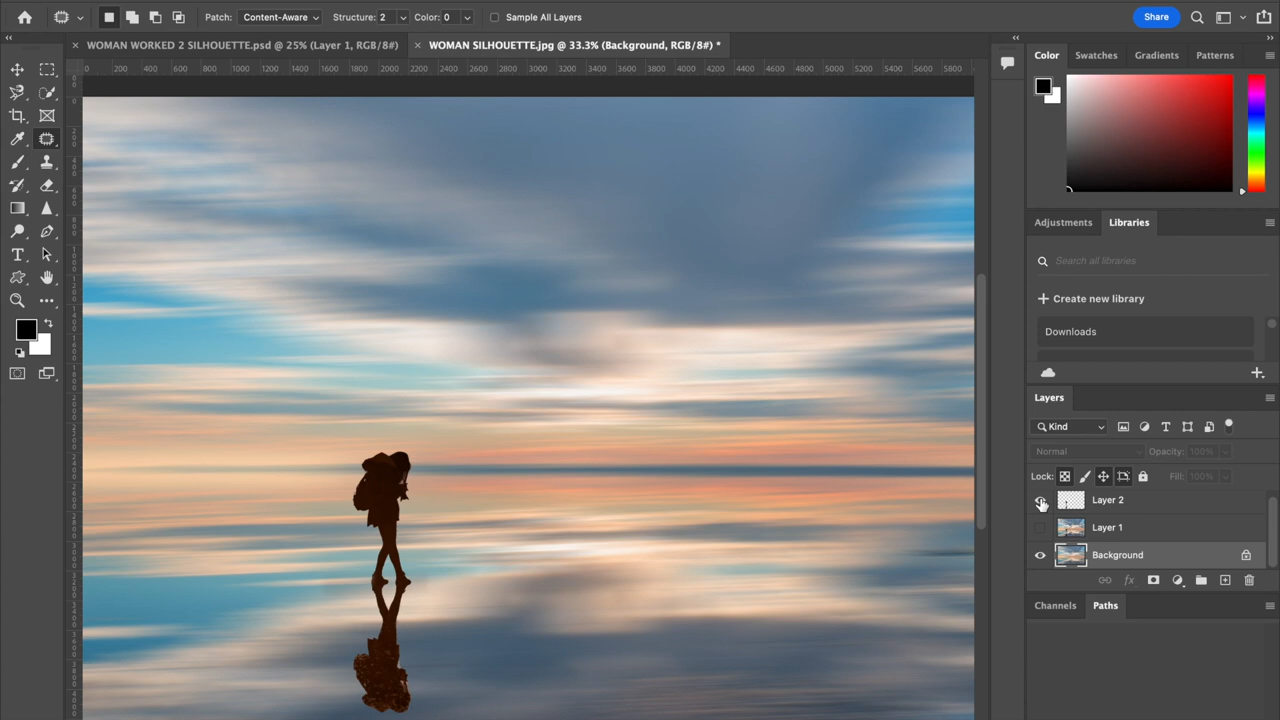 Patch: Content-Aware Structure: 2 Color: 0 Sample All Layers Share
WOMAN WORKED 2 SILHOUETTE.psd @ 25% (Layer 1, RGB/8#)
WOMAN SILHOUETTE.jpg @ 33.3% (Background, RGB/8#) *
0 200 400 600 800 1000 1200 1400 1600 1800 2000 2200 2400 2600 2800 3000 3200 3400 3600 3800 4000 4200 4400 4600 4800 5000 5200 5400 5600 5800
Color Swatches Gradients Patterns
Adjustments Libraries
Search all libraries
+ Create new library
Downloads
Layers
Kind
Normal Opacity: 100%
Lock: Fill: 100%
Layer 2
Layer 1
Background
fx
Channels Paths